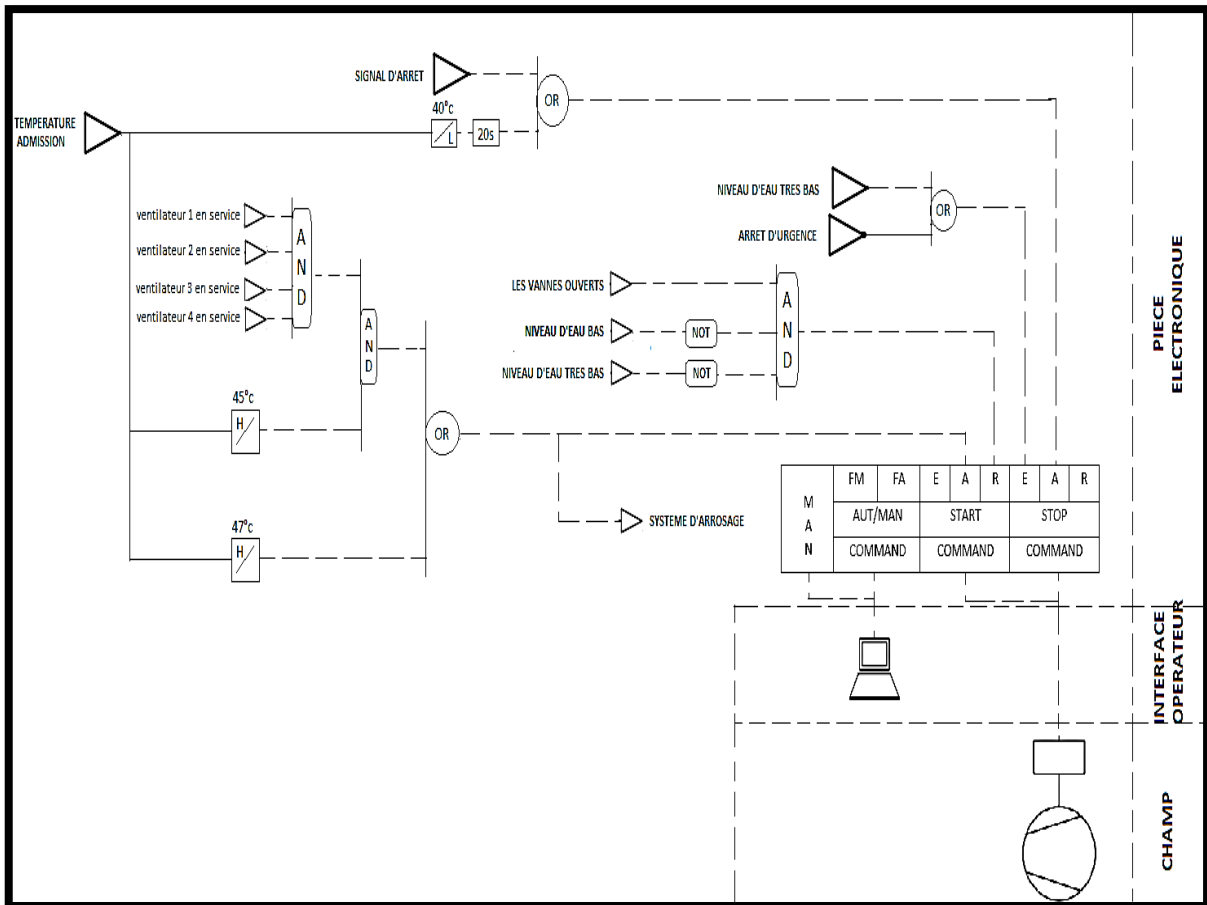 SIGNAL D'ARRET
OR
40°c
L
20s
TEMPERATURE
ADMISSION
NIVEAU D'EAU TRES BAS
OR
ARRET D'URGENCE
ventilateur 1 en service
ventilateur 2 en service
ventilateur 3 en service
ventilateur 4 en service
AND
LES VANNES OUVERTS
NIVEAU D'EAU BAS
NOT
NIVEAU D'EAU TRES BAS
NOT
AND
AND
45°c
H
OR
47°c
H
SYSTEME D'ARROSAGE
MAN
FM FA E A R E A R
AUT/MAN START STOP
COMMAND COMMAND COMMAND
PIECE
ELECTRONIQUE
INTERFACE
OPERATEUR
CHAMP